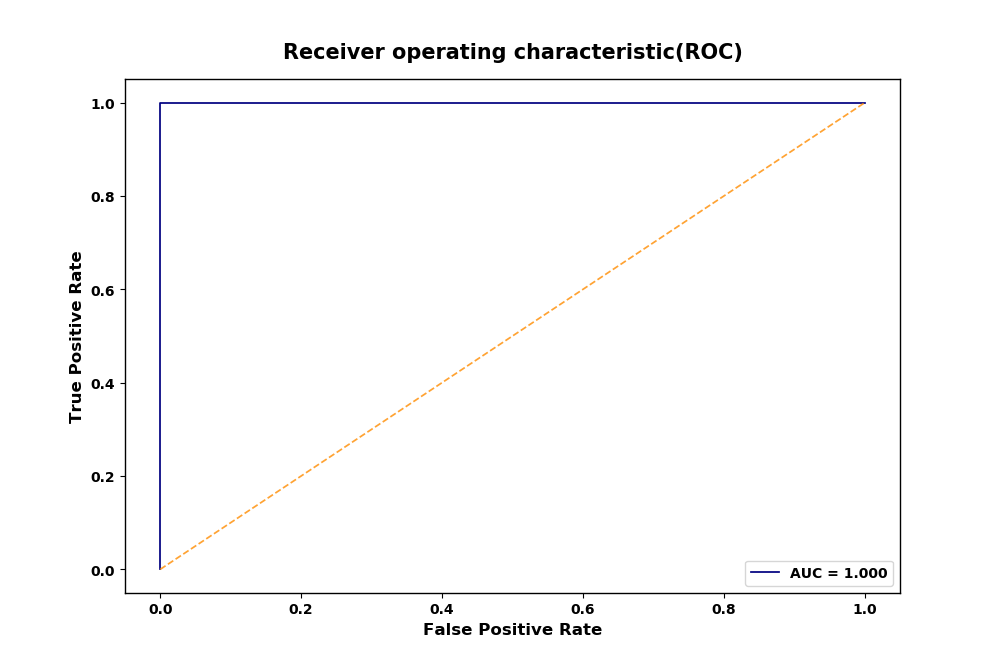 Receiver operating characteristic(ROC)
True Positive Rate
1.0
0.8
0.6
0.4
0.2
0.0
AUC = 1.000
0.0 0.2 0.4 0.6 0.8 1.0
False Positive Rate